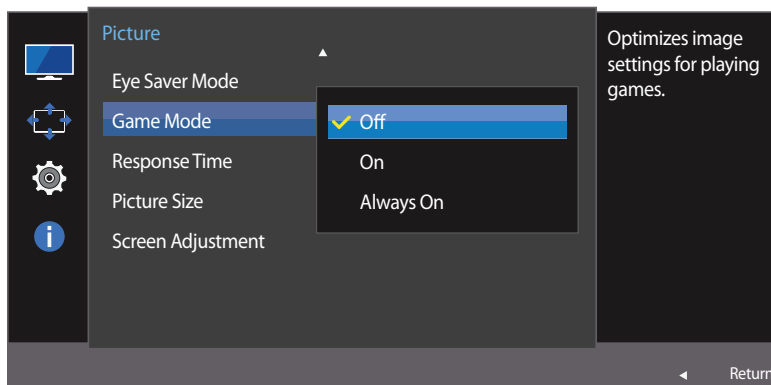 Picture
Eye Saver Mode
Game Mode
Response Time
Picture Size
Screen Adjustment
Off
On
Always On
Optimizes image
settings for playing
games.
Return